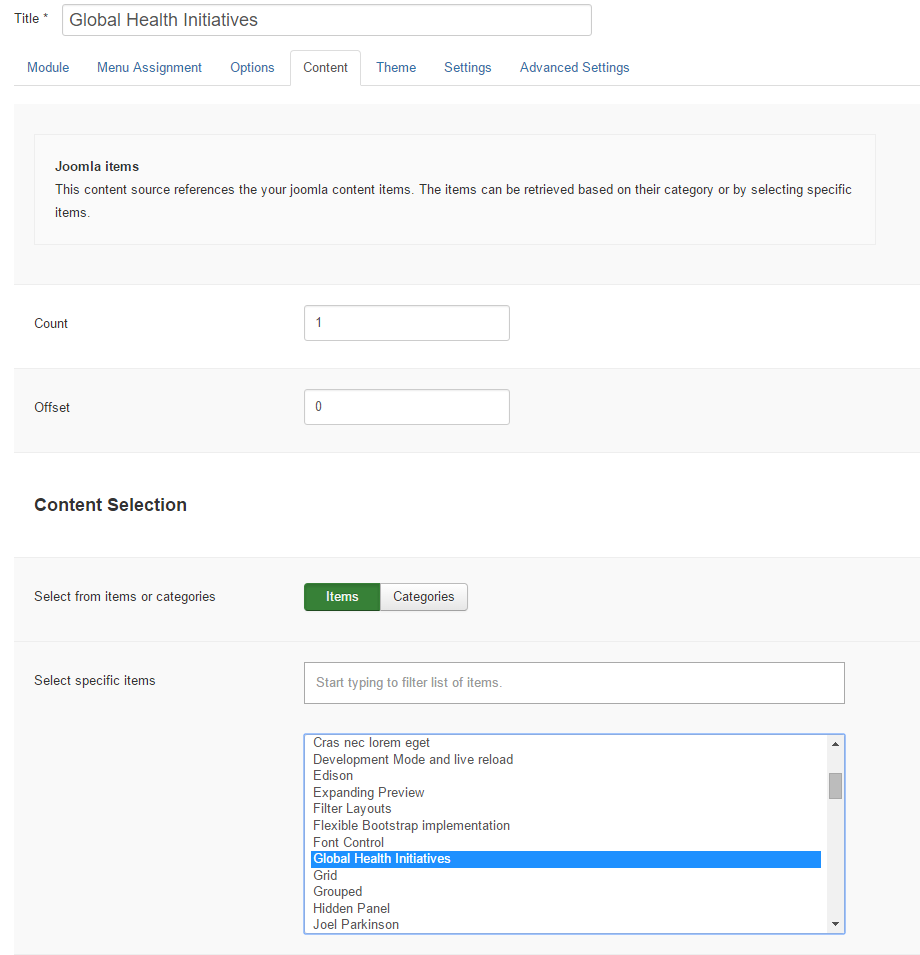 Title *
Global Health Initiatives
Module Menu Assignment Options Content Theme Settings Advanced Settings
Joomla items
This content source references the your joomla content items. The items can be retrieved based on their category or by selecting specific
items.
Count
1
Offset
0
Content Selection
Select from items or categories
Items Categories
Select specific items
Start typing to filter list of items.
Cras nec lorem eget
Development Mode and live reload
Edison
Expanding Preview
Filter Layouts
Flexible Bootstrap implementation
Font Control
Global Health Initiatives
Grid
Grouped
Hidden Panel
Joel Parkinson